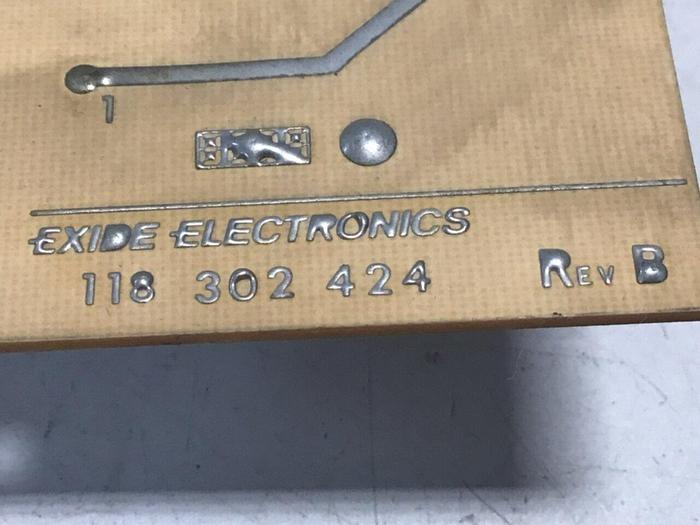 1
EXIDE ELECTRONICS
118 302 424 REV B